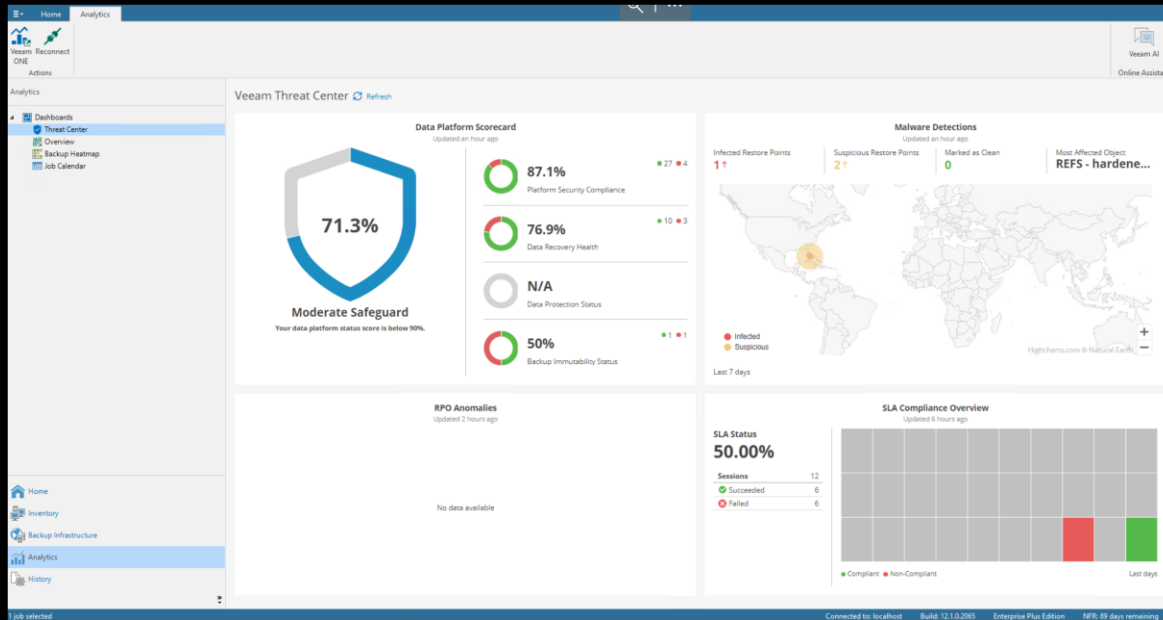 Home Analytics
Veeam ONE Reconnect
Actions
Veeam AI
Online Assista
Analytics
Dashboards
Threat Center
Overview
Backup Heatmap
Job Calendar
Veeam Threat Center Refresh
Data Platform Scorecard
Updated an hour ago
71.3%
Moderate Safeguard
Your data platform status score is below 90%.
87.1%
27 4
Platform Security Compliance
76.9%
10 3
Data Recovery Health
N/A
Data Protection Status
50%
1 1
Backup Immutability Status
Malware Detections
Updated an hour ago
Infected Restore Points
1
Suspicious Restore Points
2
Marked as Clean
0
Most Affected Object
REFS - hardene...
Infected
Suspicious
Highcharts.com © Natural Earth
Last 7 days
RPO Anomalies
Updated 2 hours ago
No data available
SLA Compliance Overview
Updated 6 hours ago
SLA Status
50.00%
Sessions 12
Succeeded 6
Failed 6
Compliant Non-Compliant
Last days
Home
Inventory
Backup Infrastructure
Analytics
History
1 job selected
Connected to: localhost Build: 12.1.0.2065 Enterprise Plus Edition NFR: 89 days remaining